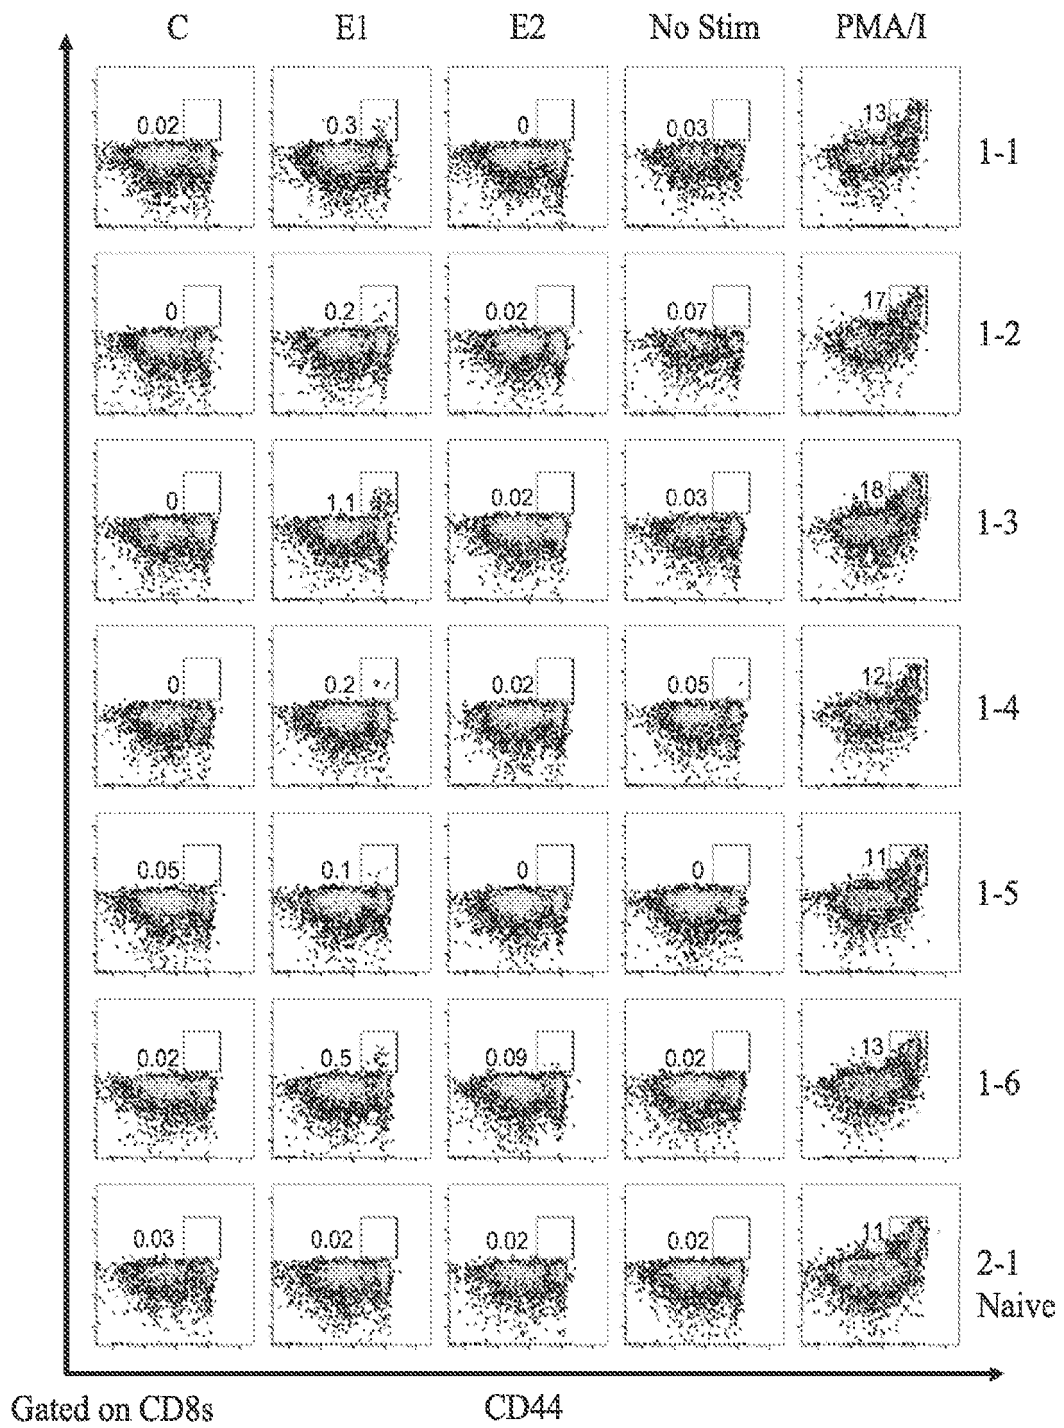 C E1 E2 No Stim PMA/I
0.02 0.3 0 0.03 13 1-1
0 0.2 0.02 0.07 17 1-2
0 1.1 0.02 0.03 18 1-3
0 0.2 0.02 0.05 12 1-4
0.05 0.1 0 0 11 1-5
0.02 0.5 0.09 0.02 13 1-6
0.03 0.02 0.02 0.02 11 2-1
Naive
Gated on CD8s CD44